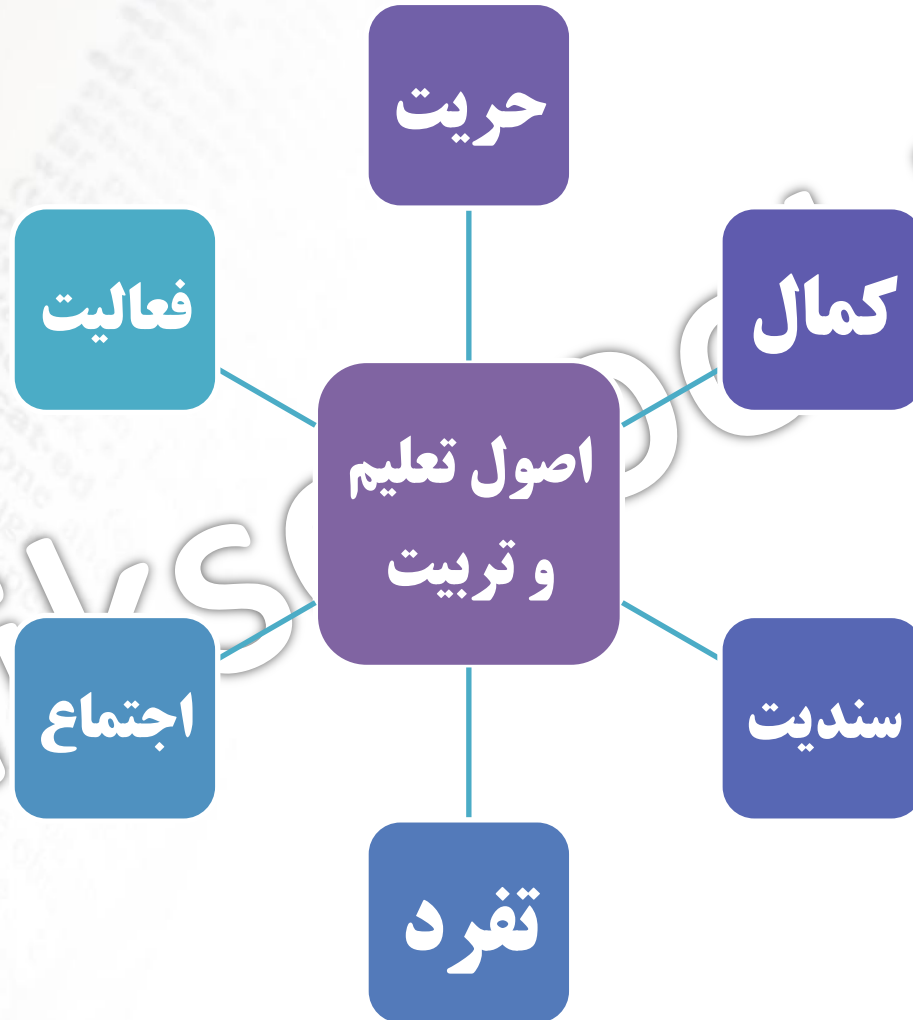 حریت
کمال
فعالیت
اصول تعلیم
و تربیت
سندیت
اجتماع
تفرد